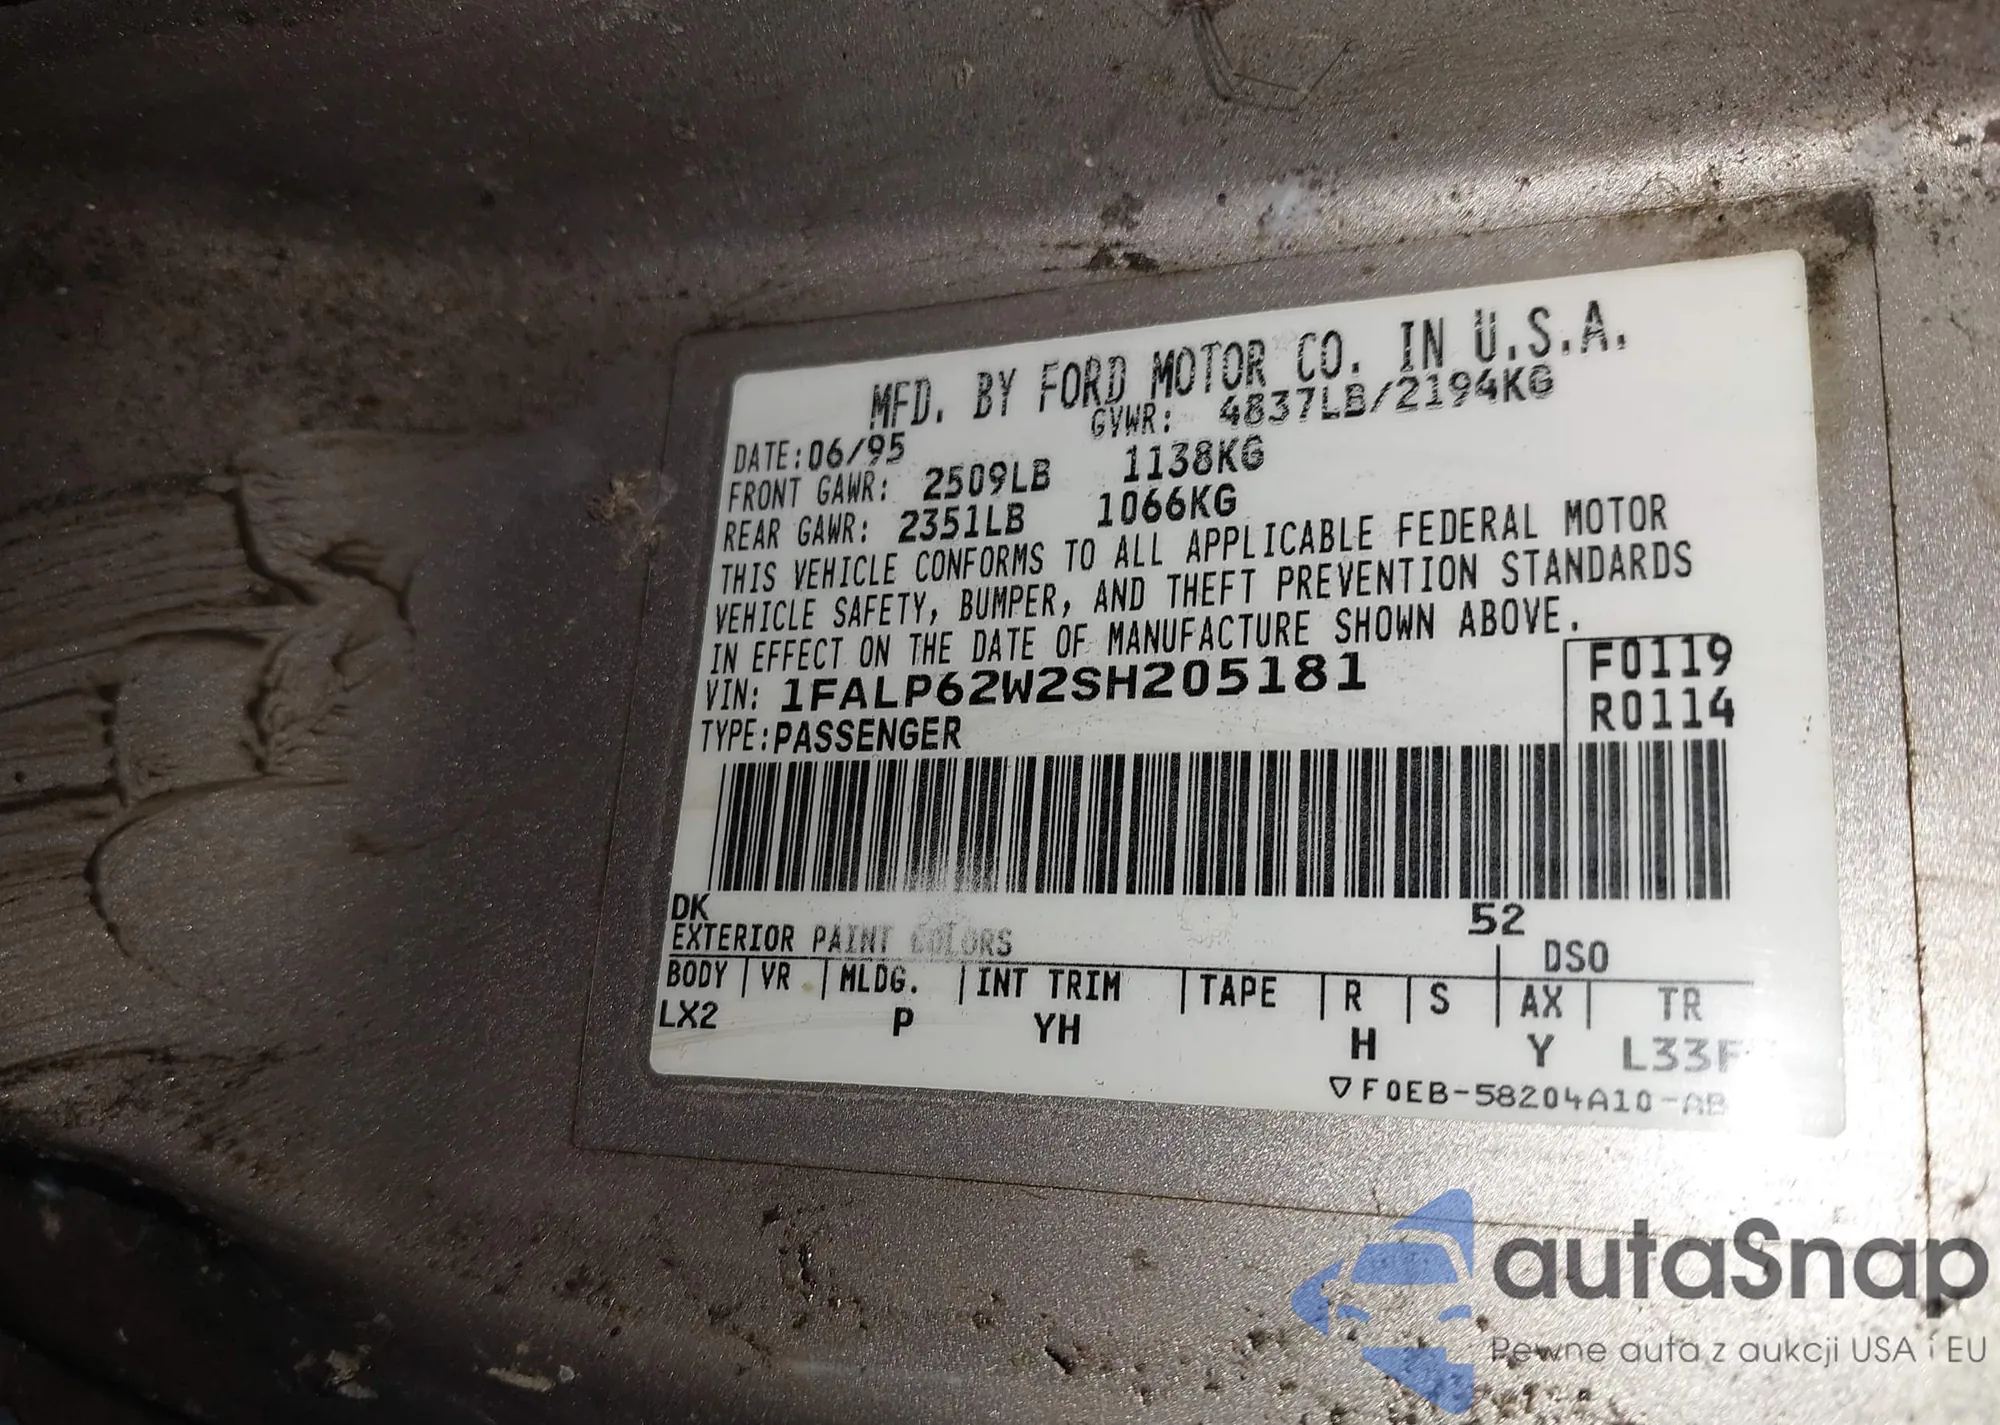 MFD. BY FORD MOTOR CO. IN U.S.A.
DATE:06/95 GVWR: 4837LB/2194KG
FRONT GAWR: 2509LB 1138KG
REAR GAWR: 2351LB 1066KG
THIS VEHICLE CONFORMS TO ALL APPLICABLE FEDERAL MOTOR
VEHICLE SAFETY, BUMPER, AND THEFT PREVENTION STANDARDS
IN EFFECT ON THE DATE OF MANUFACTURE SHOWN ABOVE.
VIN: 1FALP62W2SH205181 F0119
TYPE:PASSENGER R0114
DK 52
EXTERIOR PAINT COLORS DSO
BODY VR MLDG. INT TRIM TAPE R S AX TR
LX2 P YH H Y L33F
▽F0EB-58204A10-AB
autaSnap
Pewne auta z aukcji USA i EU